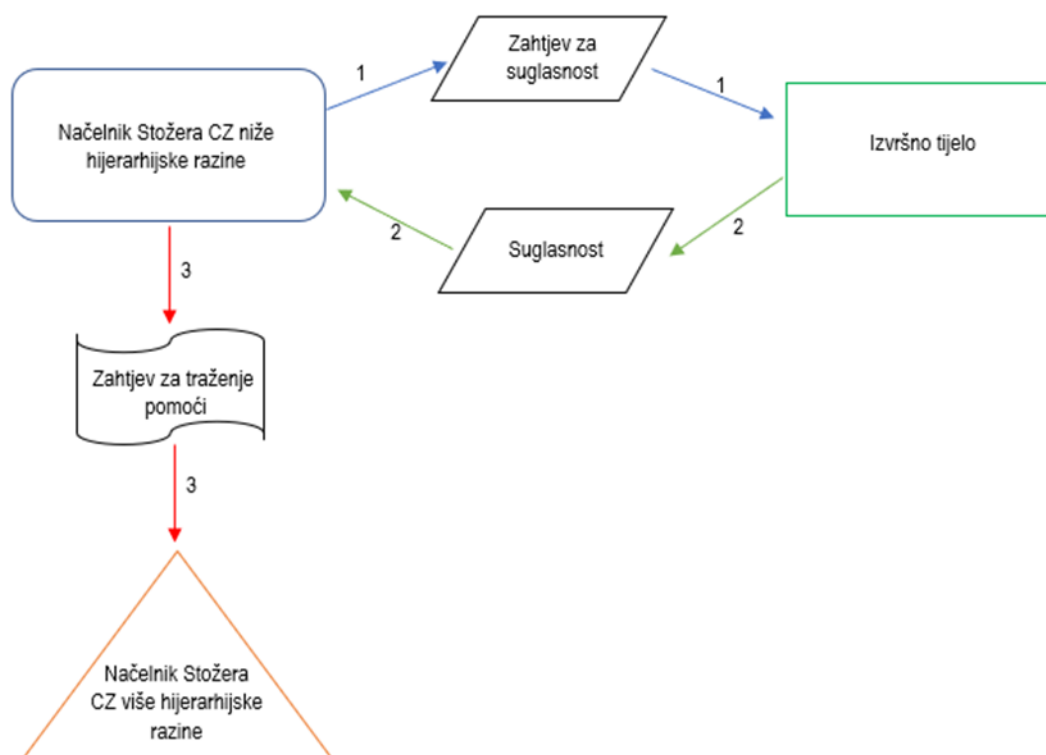 Zahtjev za
suglasnost
1
1
Načelnik Stožera CZ niže
hijerarhijske razine
Izvršno tijelo
2
2
Suglasnost
3
Zahtjev za traženje
pomoći
3
Načelnik Stožera
CZ više hijerarhijske
razine